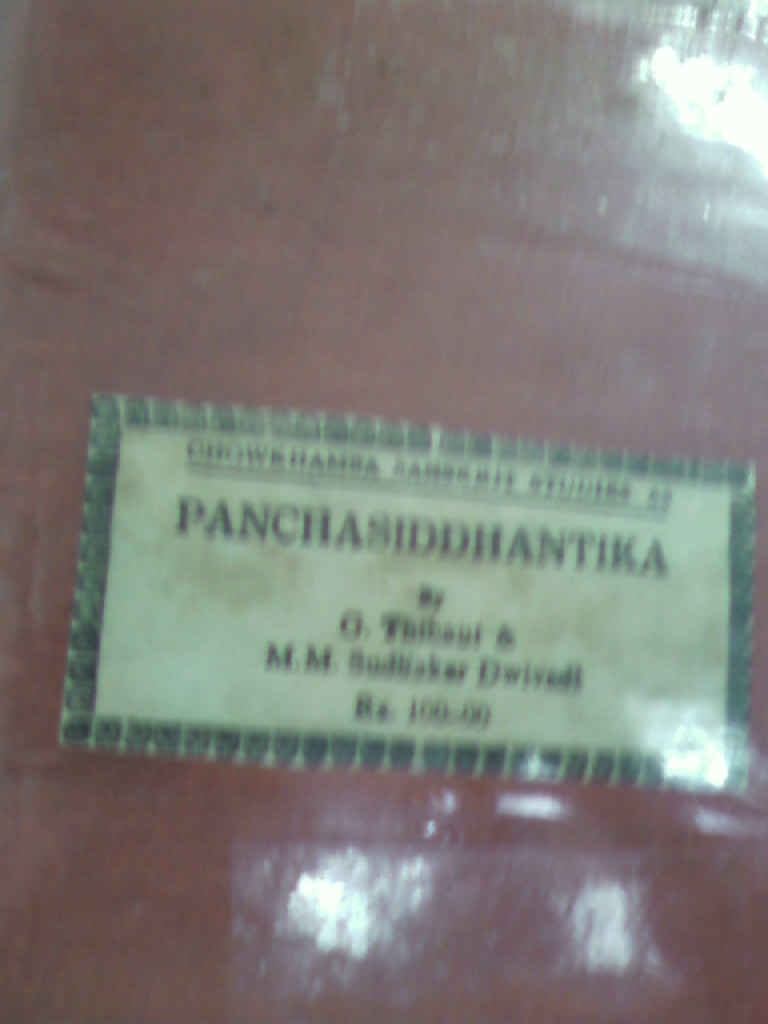 CHOWKHAMBA SANSKRIT STUDIES
PANCHASIDDHANTIKA
By
G. Thibaut &
M.M. Sudhakar Dwivedi
Rs. 100-00